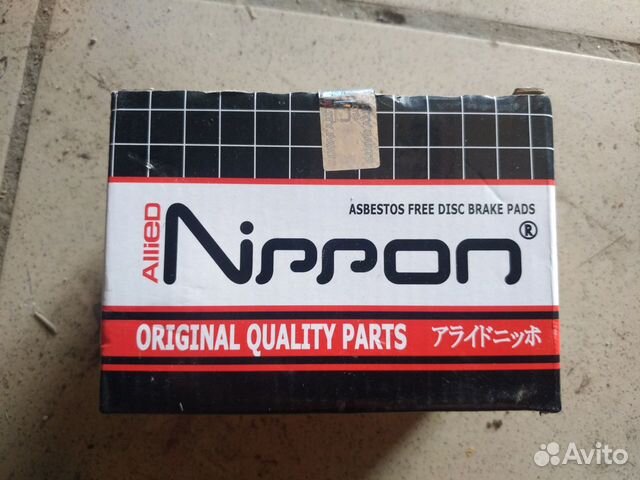 ASBESTOS FREE DISC BRAKE PADS
Allied
Nippon®
ORIGINAL QUALITY PARTS アライドニッポ
Avito